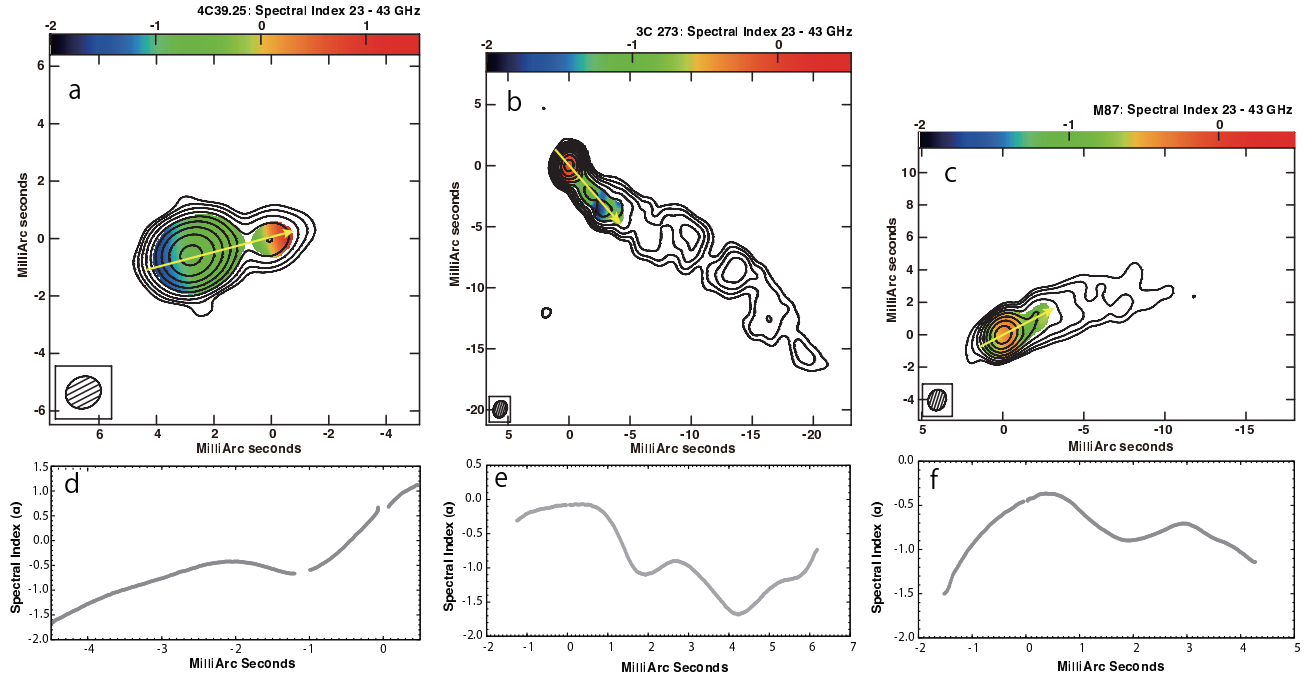 4C39.25: Spectral Index 23 - 43 GHz
-2 -1 0 1
a
6
4
2
0
-2
-4
-6
MilliArc seconds
6 4 2 0 -2 -4
MilliArc seconds
3C 273: Spectral Index 23 - 43 GHz
-2 -1 0
b
5
0
-5
-10
-15
-20
MilliArc seconds
5 0 -5 -10 -15 -20
MilliArc seconds
M87: Spectral Index 23 - 43 GHz
-2 -1 0
c
10
8
6
4
2
0
-2
-4
MilliArc seconds
5 0 -5 -10 -15
MilliArc seconds
d
1.5
1.0
0.5
0.0
-0.5
-1.0
-1.5
-2.0
Spectral Index (α)
-4 -3 -2 -1 0
MilliArc Seconds
e
0.5
0.0
-0.5
-1.0
-1.5
-2.0
Spectral Index (α)
-2 -1 0 1 2 3 4 5 6 7
MilliArc Seconds
f
0.0
-0.5
-1.0
-1.5
-2.0
Spectral Index (α)
-2 -1 0 1 2 3 4 5
MilliArc Seconds